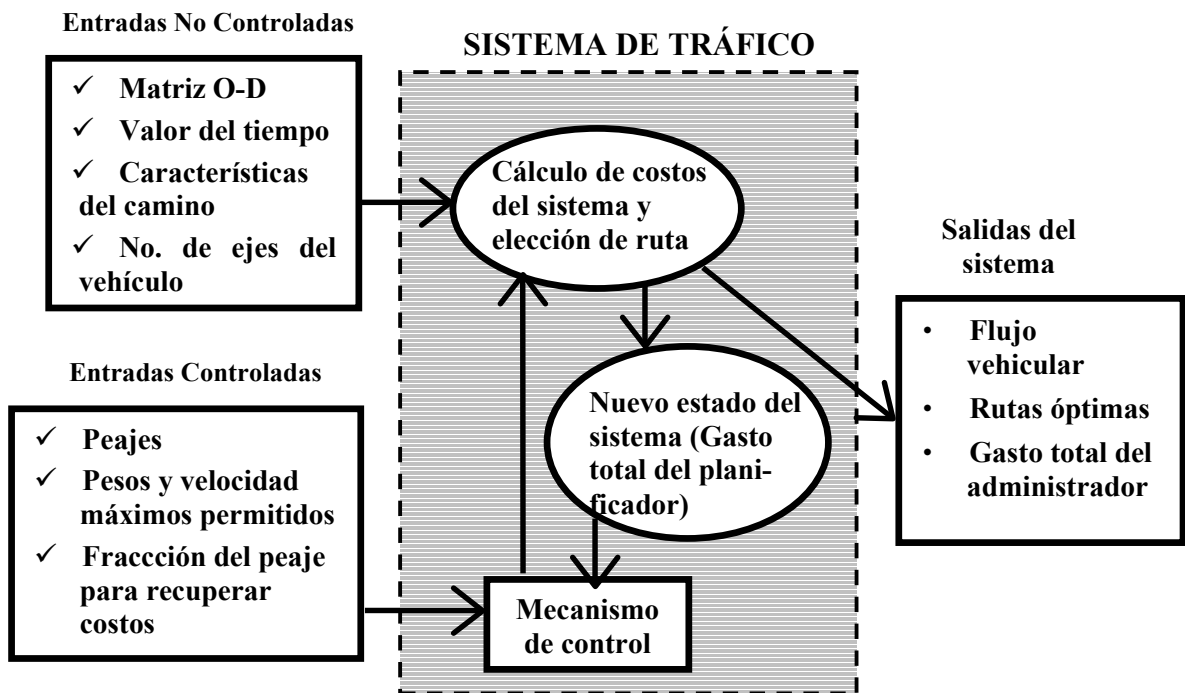 Entradas No Controladas
✓ Matriz O-D
✓ Valor del tiempo
✓ Características
del camino
✓ No. de ejes del
vehículo
Entradas Controladas
✓ Peajes
✓ Pesos y velocidad
máximos permitidos
✓ Fraccción del peaje
para recuperar
costos
SISTEMA DE TRÁFICO
Cálculo de costos
del sistema y
elección de ruta
Nuevo estado del
sistema (Gasto
total del plani-
ficador)
Mecanismo
de control
Salidas del
sistema
• Flujo
vehicular
• Rutas óptimas
• Gasto total del
administrador